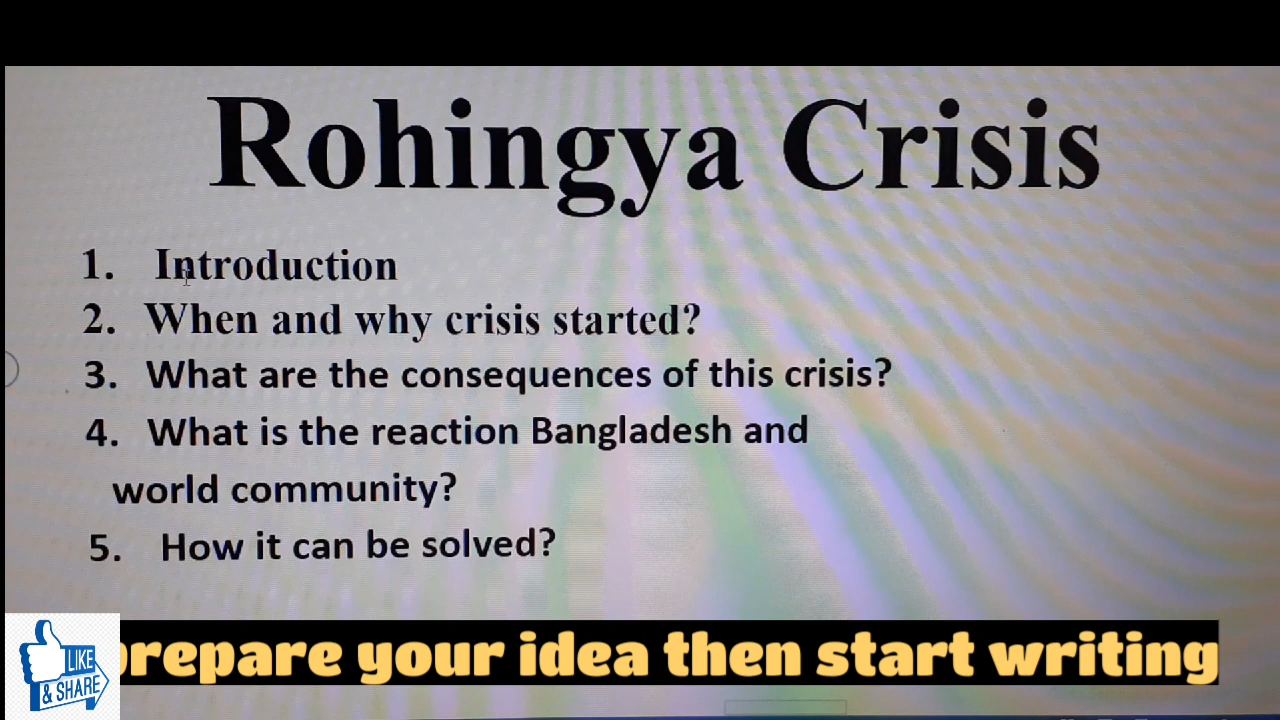 Rohingya Crisis
1. Introduction
2. When and why crisis started?
3. What are the consequences of this crisis?
4. What is the reaction Bangladesh and
world community?
5. How it can be solved?
prepare your idea then start writing
LIKE
& SHARE